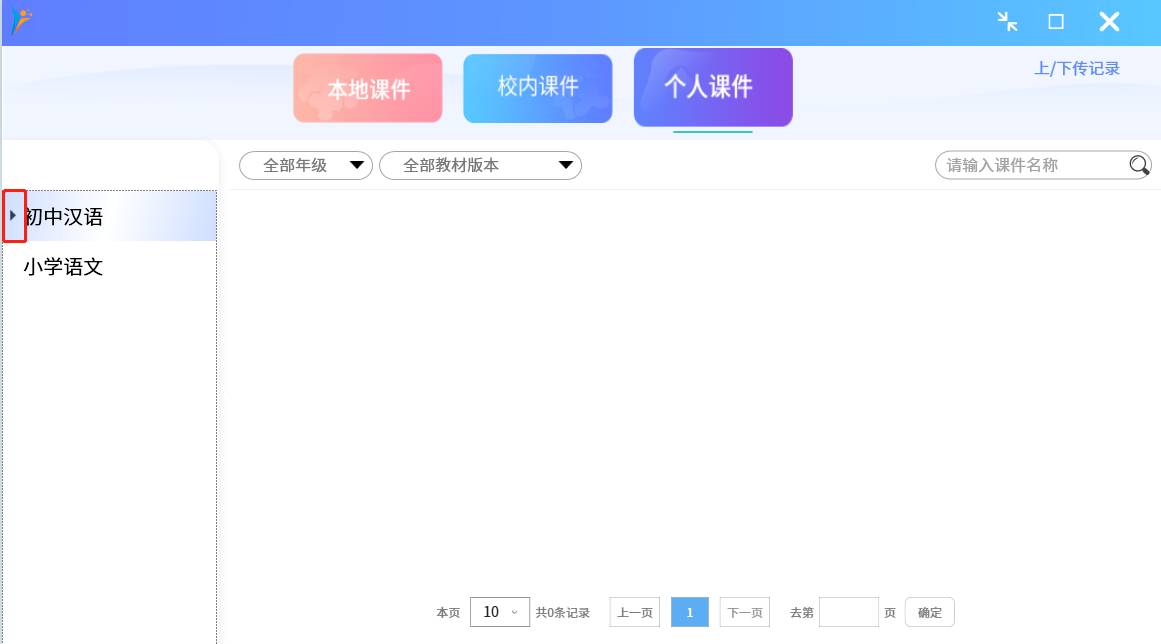 本地课件
校内课件
个人课件
上/下传记录
全部年级
全部教材版本
请输入课件名称
初中汉语
小学语文
本页 10 共0条记录 上一页 1 下一页 去第 页 确定